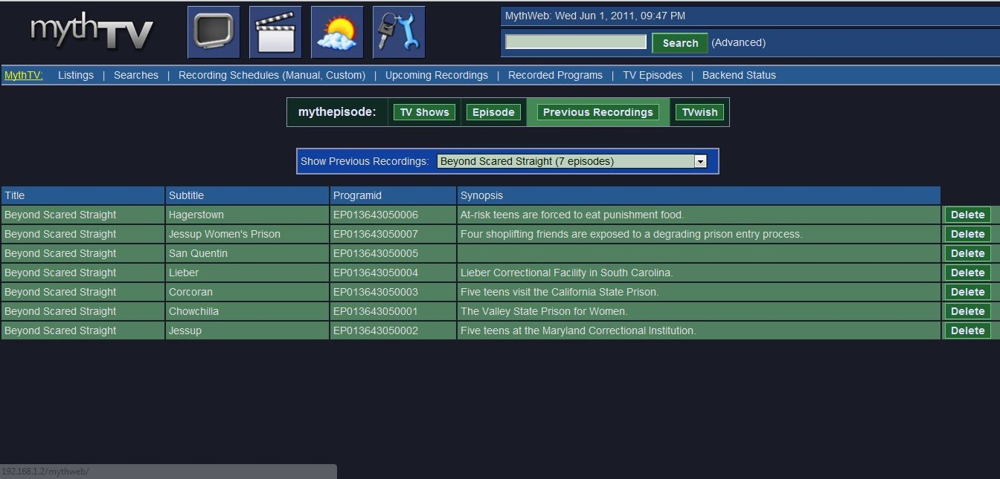 mythTV
MythWeb: Wed Jun 1, 2011, 09:47 PM
Search (Advanced)
MythTV: Listings | Searches | Recording Schedules (Manual, Custom) | Upcoming Recordings | Recorded Programs | TV Episodes | Backend Status
mythepisode: TV Shows Episode Previous Recordings TVwish
Show Previous Recordings: Beyond Scared Straight (7 episodes)
Title Subtitle Programid Synopsis
Beyond Scared Straight Hagerstown EP013643050006 At-risk teens are forced to eat punishment food. Delete
Beyond Scared Straight Jessup Women's Prison EP013643050007 Four shoplifting friends are exposed to a degrading prison entry process. Delete
Beyond Scared Straight San Quentin EP013643050005 Delete
Beyond Scared Straight Lieber EP013643050004 Lieber Correctional Facility in South Carolina. Delete
Beyond Scared Straight Corcoran EP013643050003 Five teens visit the California State Prison. Delete
Beyond Scared Straight Chowchilla EP013643050001 The Valley State Prison for Women. Delete
Beyond Scared Straight Jessup EP013643050002 Five teens at the Maryland Correctional Institution. Delete
192.168.1.2/mythweb/